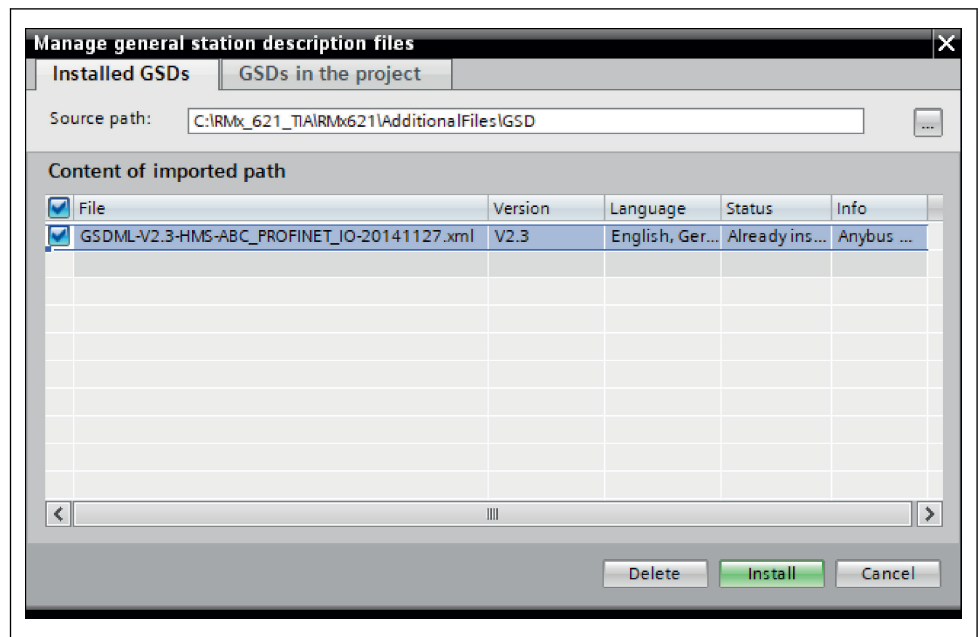 Manage general station description files
Installed GSDs GSDs in the project
Source path: C:\RMx_621_TIA\RMx621\AdditionalFiles\GSD ...
Content of imported path
File Version Language Status Info
GSDML-V2.3-HMS-ABC_PROFINET_IO-20141127.xml V2.3 English, Ger... Already ins... Anybus ...
Delete Install Cancel